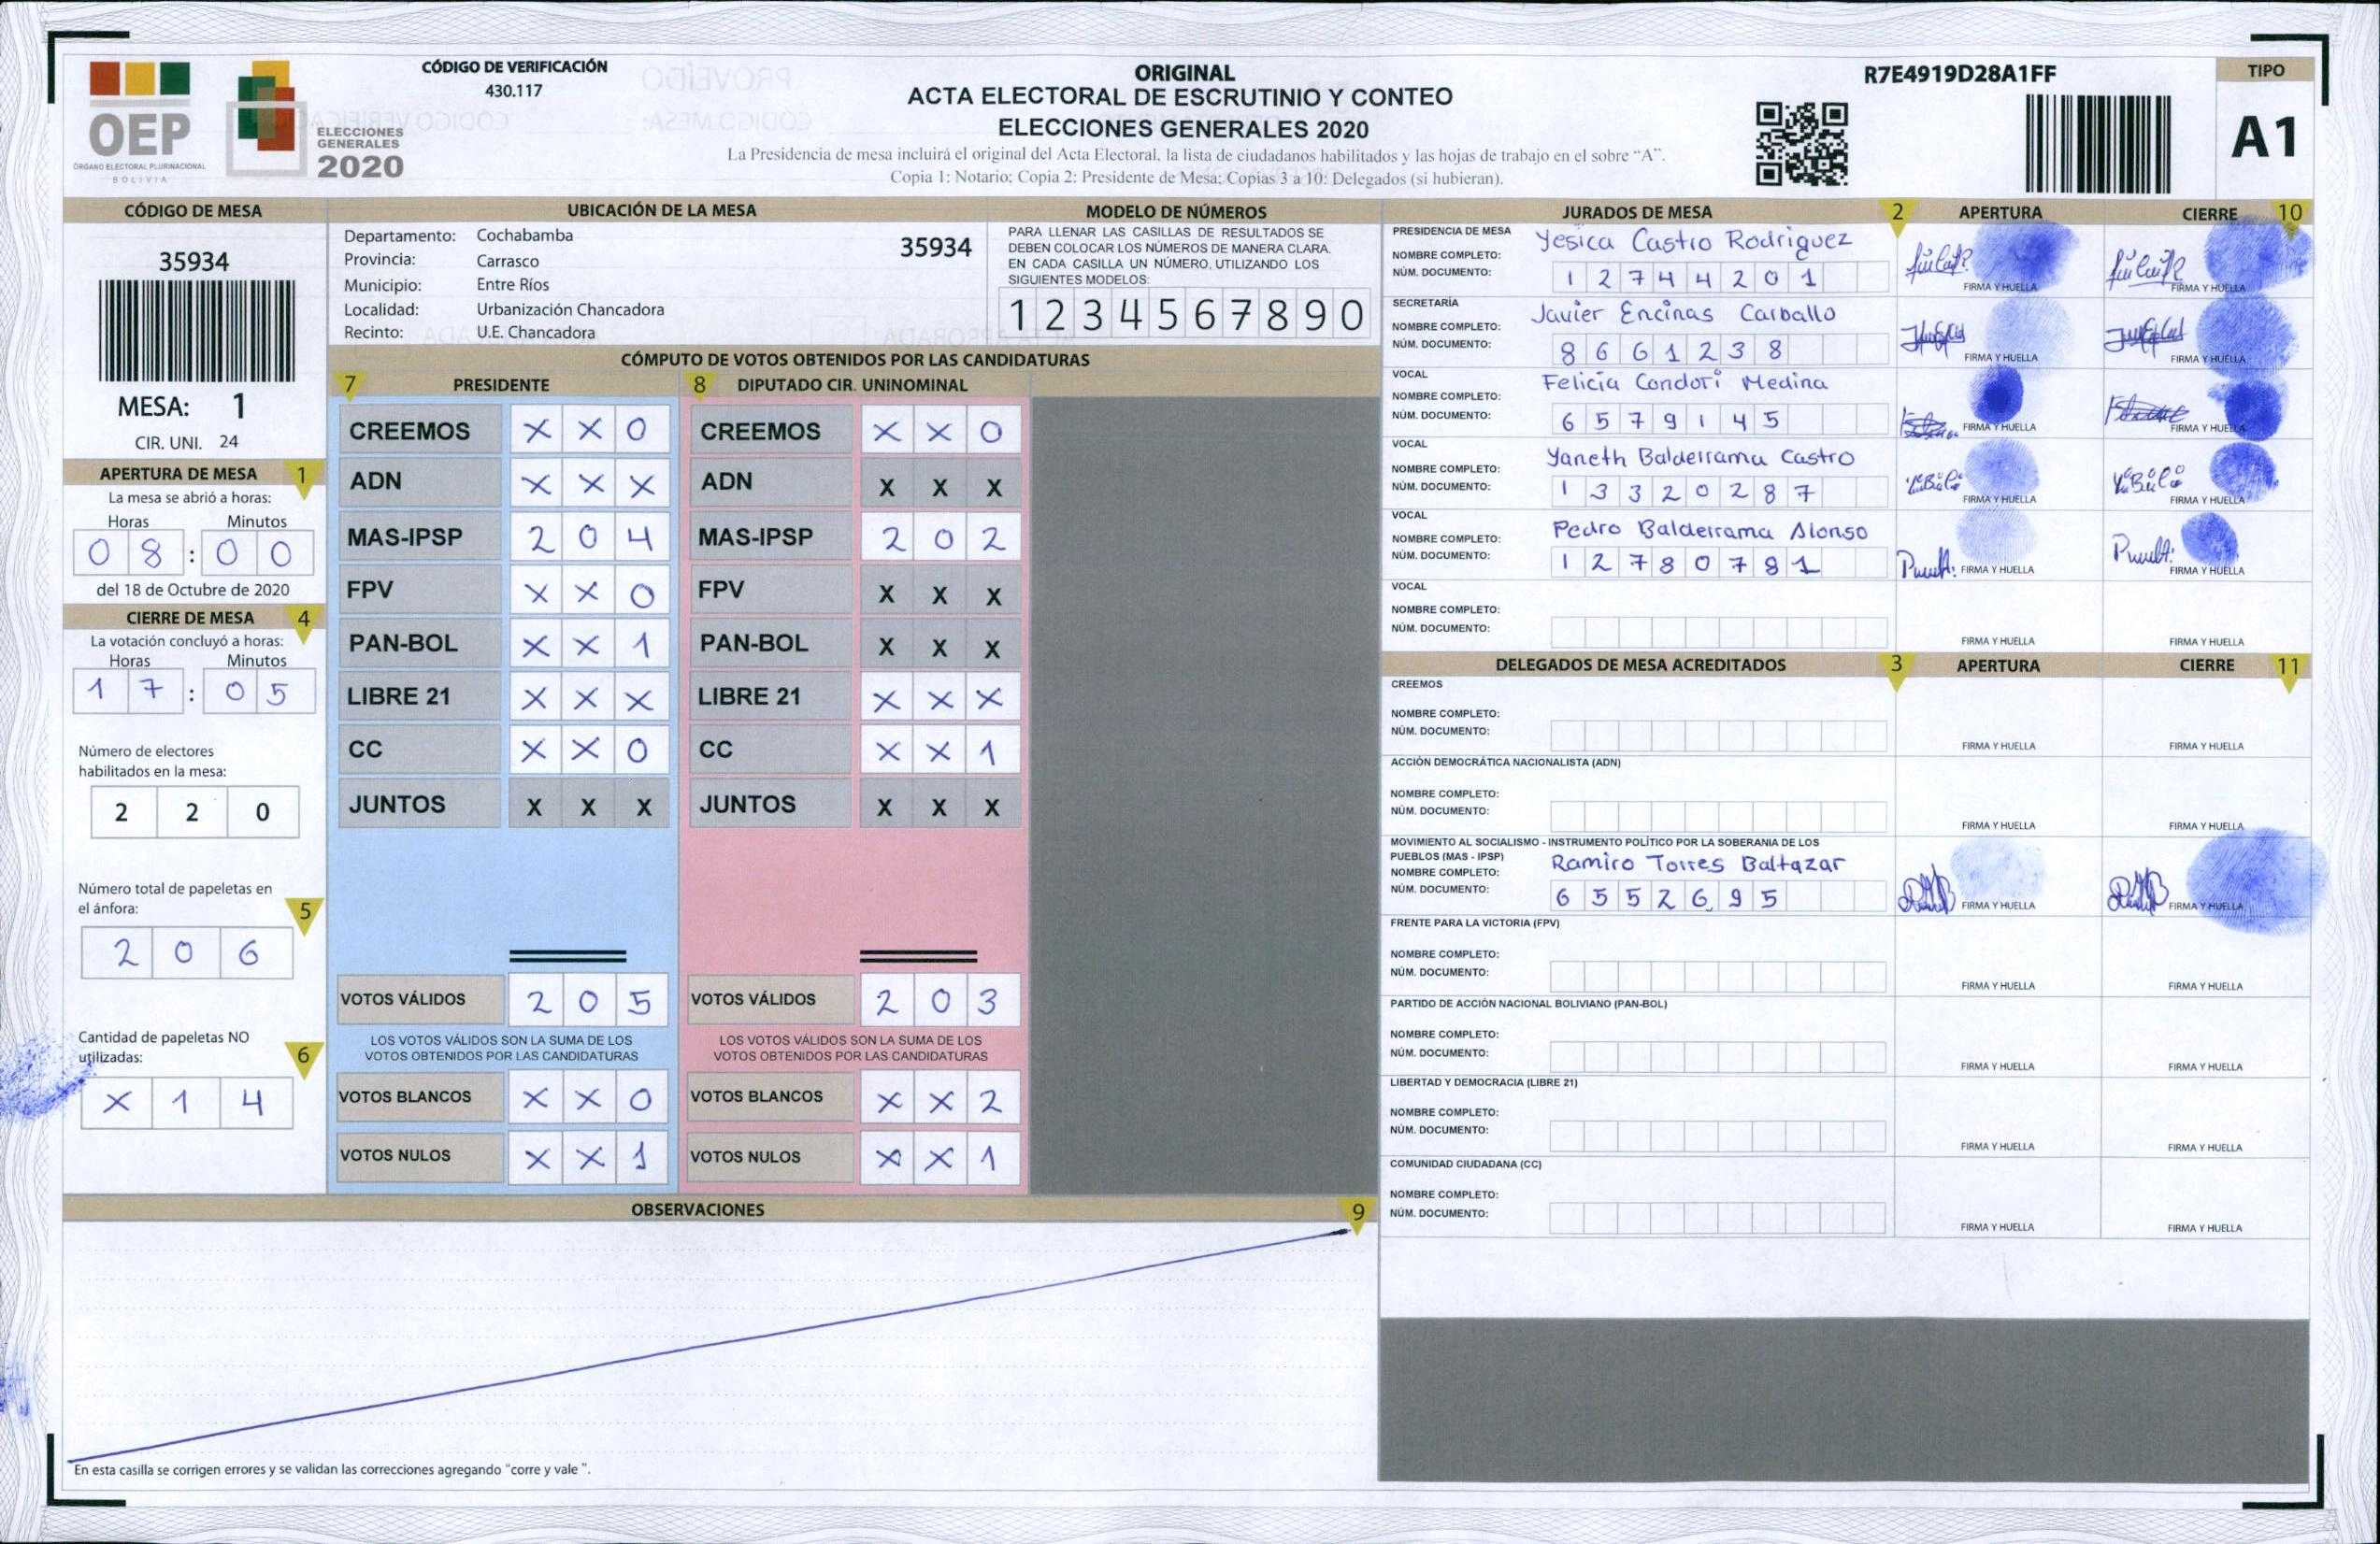 OEP
ÓRGANO ELECTORAL PLURINACIONAL
BOLIVIA
ELECCIONES
GENERALES
2020
CÓDIGO DE VERIFICACIÓN
430.117
ORIGINAL
ACTA ELECTORAL DE ESCRUTINIO Y CONTEO
ELECCIONES GENERALES 2020
La Presidencia de mesa incluirá el original del Acta Electoral, la lista de ciudadanos habilitados y las hojas de trabajo en el sobre "A".
Copia 1: Notario; Copia 2: Presidente de Mesa; Copias 3 a 10: Delegados (si hubieran).
R7E4919D28A1FF
TIPO
A1
CÓDIGO DE MESA
35934
MESA: 1
CIR. UNI. 24
APERTURA DE MESA 1
La mesa se abrió a horas:
Horas Minutos
0 8 : 0 0
del 18 de Octubre de 2020
CIERRE DE MESA 4
La votación concluyó a horas:
Horas Minutos
1 7 : 0 5
Número de electores
habilitados en la mesa:
2 2 0
Número total de papeletas en
el ánfora: 5
2 0 6
Cantidad de papeletas NO
utilizadas: 6
X 1 4
UBICACIÓN DE LA MESA
Departamento: Cochabamba
Provincia: Carrasco
Municipio: Entre Ríos
Localidad: Urbanización Chancadora
Recinto: U.E. Chancadora
35934
MODELO DE NÚMEROS
PARA LLENAR LAS CASILLAS DE RESULTADOS SE
DEBEN COLOCAR LOS NÚMEROS DE MANERA CLARA.
EN CADA CASILLA UN NÚMERO, UTILIZANDO LOS
SIGUIENTES MODELOS:
1 2 3 4 5 6 7 8 9 0
CÓMPUTO DE VOTOS OBTENIDOS POR LAS CANDIDATURAS
7 PRESIDENTE
CREEMOS X X 0
ADN X X X
MAS-IPSP 2 0 4
FPV X X 0
PAN-BOL X X 1
LIBRE 21 X X X
CC X X 0
JUNTOS X X X
VOTOS VÁLIDOS 2 0 5
LOS VOTOS VÁLIDOS SON LA SUMA DE LOS
VOTOS OBTENIDOS POR LAS CANDIDATURAS
VOTOS BLANCOS X X 0
VOTOS NULOS X X 1
8 DIPUTADO CIR. UNINOMINAL
CREEMOS X X 0
ADN X X X
MAS-IPSP 2 0 2
FPV X X X
PAN-BOL X X X
LIBRE 21 X X X
CC X X 1
JUNTOS X X X
VOTOS VÁLIDOS 2 0 3
LOS VOTOS VÁLIDOS SON LA SUMA DE LOS
VOTOS OBTENIDOS POR LAS CANDIDATURAS
VOTOS BLANCOS X X 2
VOTOS NULOS X X 1
OBSERVACIONES 9
En esta casilla se corrigen errores y se validan las correcciones agregando "corre y vale ".
JURADOS DE MESA 2 APERTURA CIERRE 10
PRESIDENCIA DE MESA
NOMBRE COMPLETO: Yesica Castro Rodriguez
NÚM. DOCUMENTO: 1 2 7 4 4 2 0 1
FIRMA Y HUELLA FIRMA Y HUELLA
SECRETARÍA
NOMBRE COMPLETO: Javier Encinas Carballo
NÚM. DOCUMENTO: 8 6 6 1 2 3 8
FIRMA Y HUELLA FIRMA Y HUELLA
VOCAL
NOMBRE COMPLETO: Felicia Condori Medina
NÚM. DOCUMENTO: 6 5 7 9 1 4 5
FIRMA Y HUELLA FIRMA Y HUELLA
VOCAL
NOMBRE COMPLETO: Yaneth Balderrama Castro
NÚM. DOCUMENTO: 1 3 3 2 0 2 8 7
FIRMA Y HUELLA FIRMA Y HUELLA
VOCAL
NOMBRE COMPLETO: Pedro Balderrama Alonso
NÚM. DOCUMENTO: 1 2 7 8 0 7 8 1
FIRMA Y HUELLA FIRMA Y HUELLA
VOCAL
NOMBRE COMPLETO:
NÚM. DOCUMENTO:
FIRMA Y HUELLA FIRMA Y HUELLA
DELEGADOS DE MESA ACREDITADOS 3 APERTURA CIERRE 11
CREEMOS
NOMBRE COMPLETO:
NÚM. DOCUMENTO:
FIRMA Y HUELLA FIRMA Y HUELLA
ACCIÓN DEMOCRÁTICA NACIONALISTA (ADN)
NOMBRE COMPLETO:
NÚM. DOCUMENTO:
FIRMA Y HUELLA FIRMA Y HUELLA
MOVIMIENTO AL SOCIALISMO - INSTRUMENTO POLÍTICO POR LA SOBERANIA DE LOS
PUEBLOS (MAS - IPSP)
NOMBRE COMPLETO: Ramiro Torres Baltazar
NÚM. DOCUMENTO: 6 5 5 2 6 9 5
FIRMA Y HUELLA FIRMA Y HUELLA
FRENTE PARA LA VICTORIA (FPV)
NOMBRE COMPLETO:
NÚM. DOCUMENTO:
FIRMA Y HUELLA FIRMA Y HUELLA
PARTIDO DE ACCIÓN NACIONAL BOLIVIANO (PAN-BOL)
NOMBRE COMPLETO:
NÚM. DOCUMENTO:
FIRMA Y HUELLA FIRMA Y HUELLA
LIBERTAD Y DEMOCRACIA (LIBRE 21)
NOMBRE COMPLETO:
NÚM. DOCUMENTO:
FIRMA Y HUELLA FIRMA Y HUELLA
COMUNIDAD CIUDADANA (CC)
NOMBRE COMPLETO:
NÚM. DOCUMENTO:
FIRMA Y HUELLA FIRMA Y HUELLA